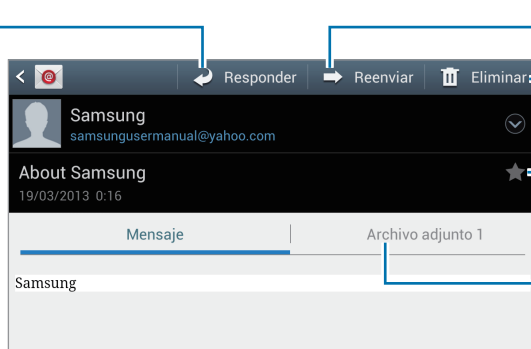 Responder Reenviar Eliminar
Samsung
samsungusermanual@yahoo.com
About Samsung
19/03/2013 0:16
Mensaje Archivo adjunto 1
Samsung